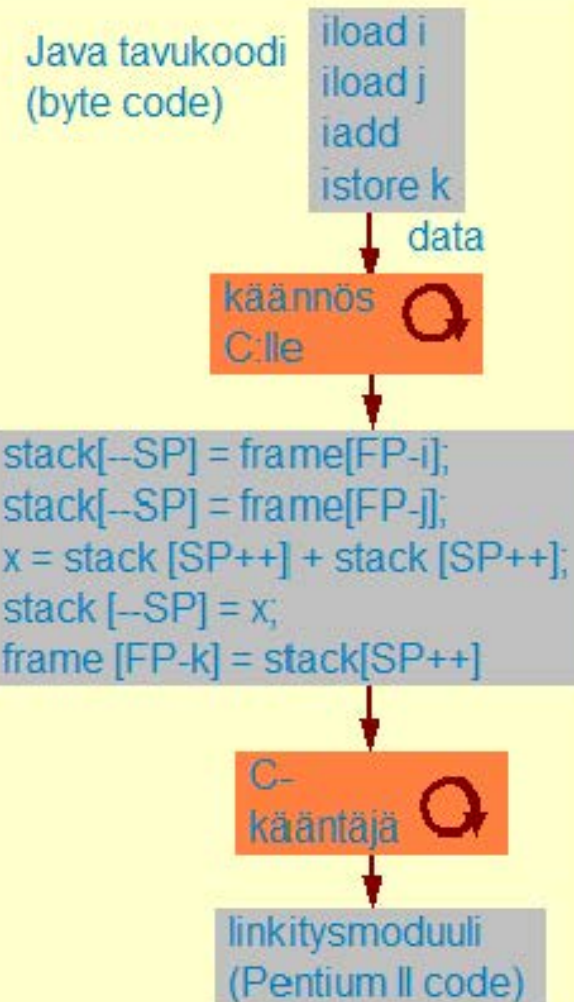 Java tavukoodi
(byte code)
iload i
iload j
iadd
istore k
data
käännös
C:lle
stack[--SP] = frame[FP-i];
stack[--SP] = frame[FP-j];
x = stack [SP++] + stack [SP++];
stack [--SP] = x;
frame [FP-k] = stack[SP++]
C-
kääntäjä
linkitysmoduuli
(Pentium II code)